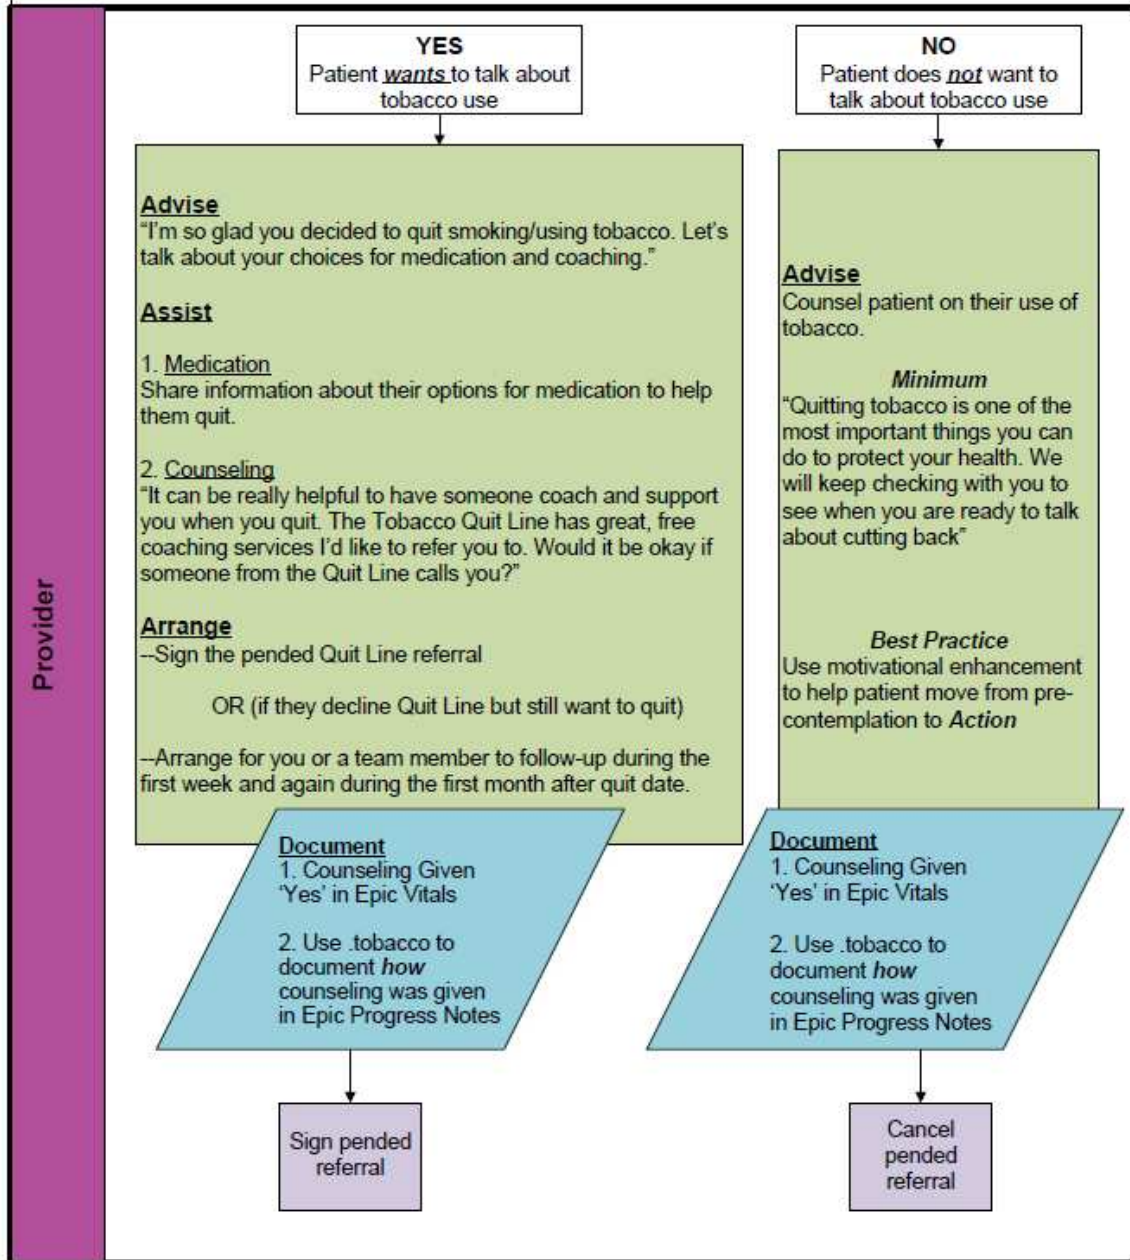 Provider
YES
Patient wants to talk about
tobacco use
Advise
“I’m so glad you decided to quit smoking/using tobacco. Let’s
talk about your choices for medication and coaching.”
Assist
1. Medication
Share information about their options for medication to help
them quit.
2. Counseling
“It can be really helpful to have someone coach and support
you when you quit. The Tobacco Quit Line has great, free
coaching services I’d like to refer you to. Would it be okay if
someone from the Quit Line calls you?”
Arrange
--Sign the pended Quit Line referral
OR (if they decline Quit Line but still want to quit)
--Arrange for you or a team member to follow-up during the
first week and again during the first month after quit date.
Document
1. Counseling Given
‘Yes’ in Epic Vitals
2. Use .tobacco to
document how
counseling was given
in Epic Progress Notes
Sign pended
referral
NO
Patient does not want to
talk about tobacco use
Advise
Counsel patient on their use of
tobacco.
Minimum
“Quitting tobacco is one of the
most important things you can
do to protect your health. We
will keep checking with you to
see when you are ready to talk
about cutting back”
Best Practice
Use motivational enhancement
to help patient move from pre-
contemplation to Action
Document
1. Counseling Given
‘Yes’ in Epic Vitals
2. Use .tobacco to
document how
counseling was given
in Epic Progress Notes
Cancel
pended
referral